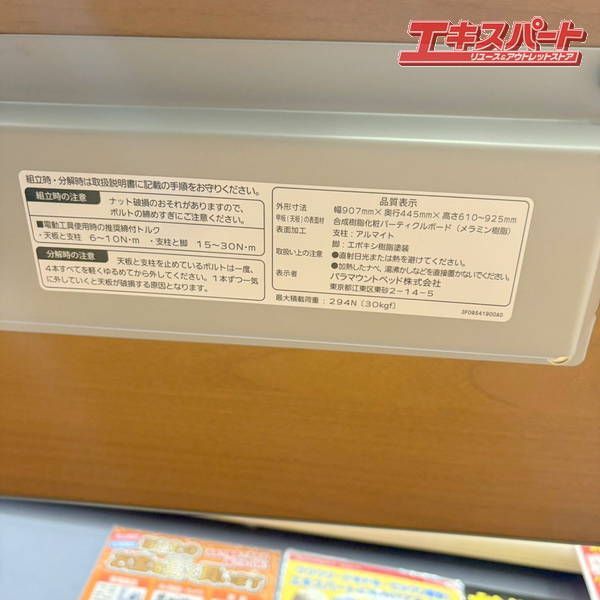 エキスパート
リユース&アウトレットストア
組立時・分解時は取扱説明書に記載の手順をお守りください。
組立時の注意
ナット破損のおそれがありますので、
ボルトの締めすぎにご注意ください。
■電動工具使用時の推奨締付トルク
・天板と支柱 6～10N・m ・支柱と脚 15～30N・m
分解時の注意
天板と支柱を止めているボルトは一度、
4本すべてを軽くゆるめてから外してください。1本ずつ一気
に外していくと天板が破損する原因となります。
品質表示
外形寸法 幅907mm×奥行445mm×高さ610～925mm
甲板(天板)の表面材 合成樹脂化粧パーティクルボード(メラミン樹脂)
表面加工 支柱：アルマイト
脚：エポキシ樹脂塗装
取扱い上の注意 ●直射日光または熱を避けてください。
●加熱したナベ、湯沸かしなどを直接置かないでください。
表示者 パラマウントベッド株式会社
東京都江東区東砂2-14-5
最大積載荷重：294N(30kgf)
3F08541900A0